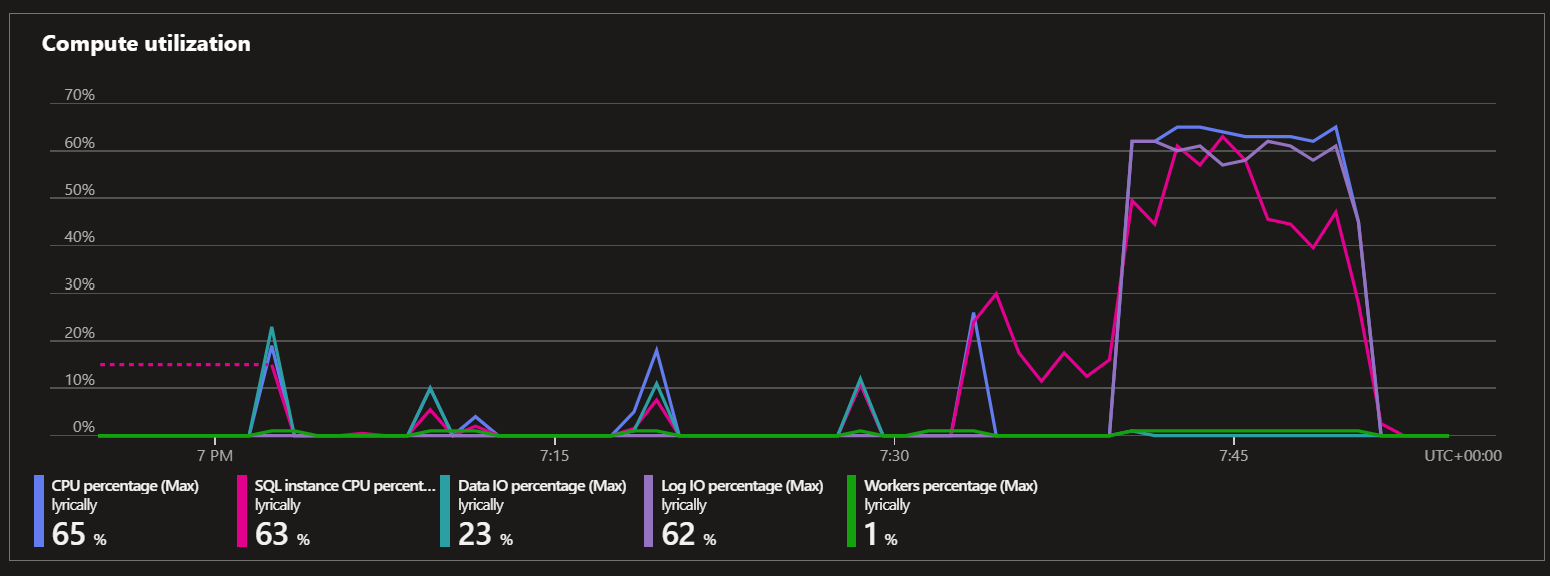 Compute utilization
70%
60%
50%
40%
30%
20%
10%
0%
7 PM 7:15 7:30 7:45 UTC+00:00
CPU percentage (Max) SQL instance CPU percent... Data IO percentage (Max) Log IO percentage (Max) Workers percentage (Max)
lyrically lyrically lyrically lyrically lyrically
65 % 63 % 23 % 62 % 1 %